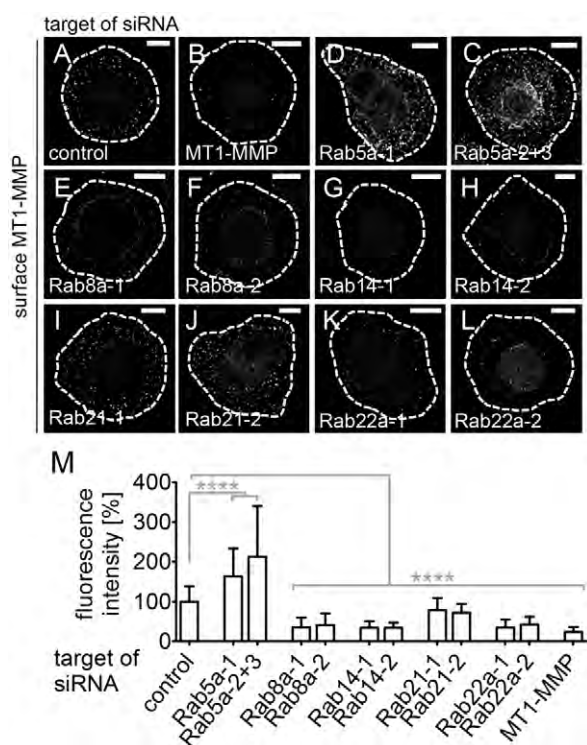 target of siRNA
surface MT1-MMP
A
control
B
MT1-MMP
D
Rab5a-1
C
Rab5a-2+3
E
Rab8a-1
F
Rab8a-2
G
Rab14-1
H
Rab14-2
I
Rab21-1
J
Rab21-2
K
Rab22a-1
L
Rab22a-2
M
fluorescence
intensity [%]
400
300
200
100
0
****
****
target of
siRNA
control
Rab5a-1
Rab5a-2+3
Rab8a-1
Rab8a-2
Rab14-1
Rab14-2
Rab21-1
Rab21-2
Rab22a-1
Rab22a-2
MT1-MMP